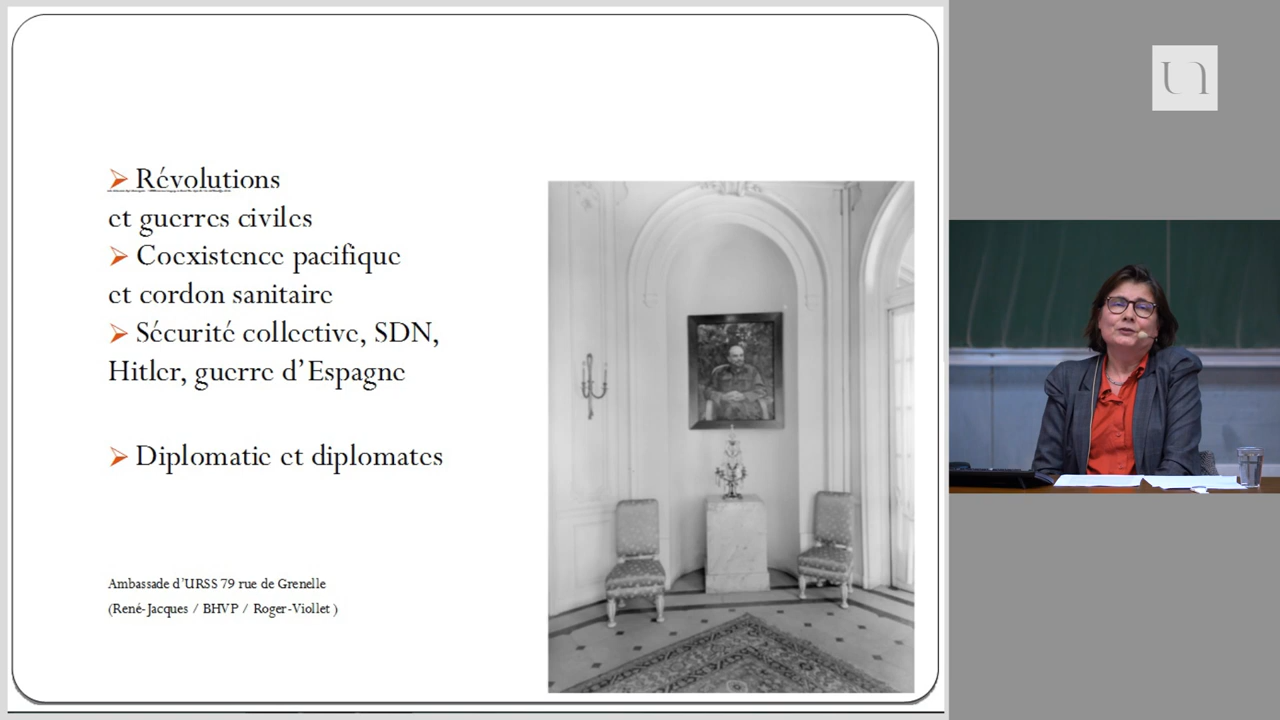 ➢ Révolutions
et guerres civiles
➢ Coexistence pacifique
et cordon sanitaire
➢ Sécurité collective, SDN,
Hitler, guerre d’Espagne
➢ Diplomatie et diplomates
Ambassade d’URSS 79 rue de Grenelle
(René-Jacques / BHVP / Roger-Viollet )